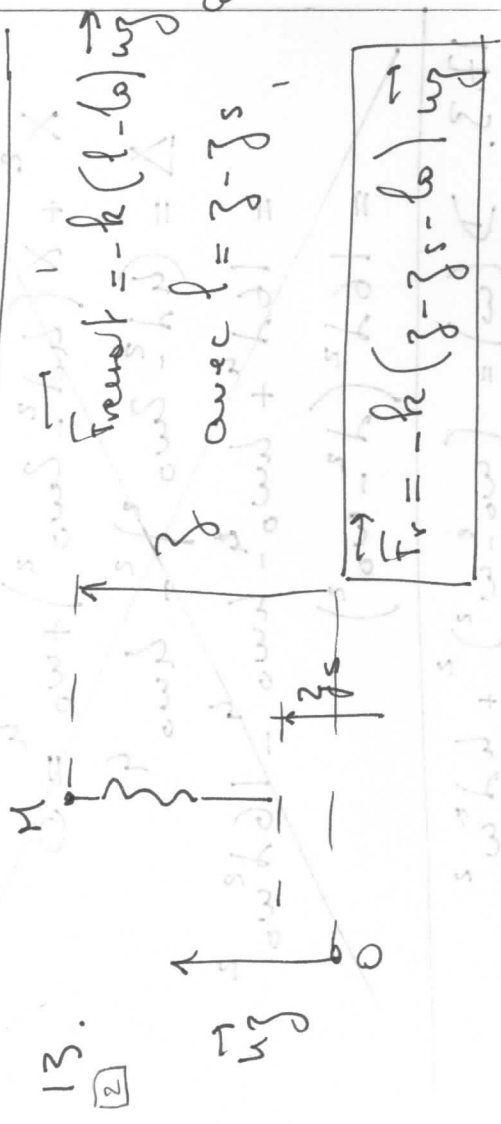 13.
2
M
u⃗z
O
zs
z
F⃗ressort = -k (l - l0) u⃗z
avec l = z - zs
F⃗r = -k (z - zs - l0) u⃗z